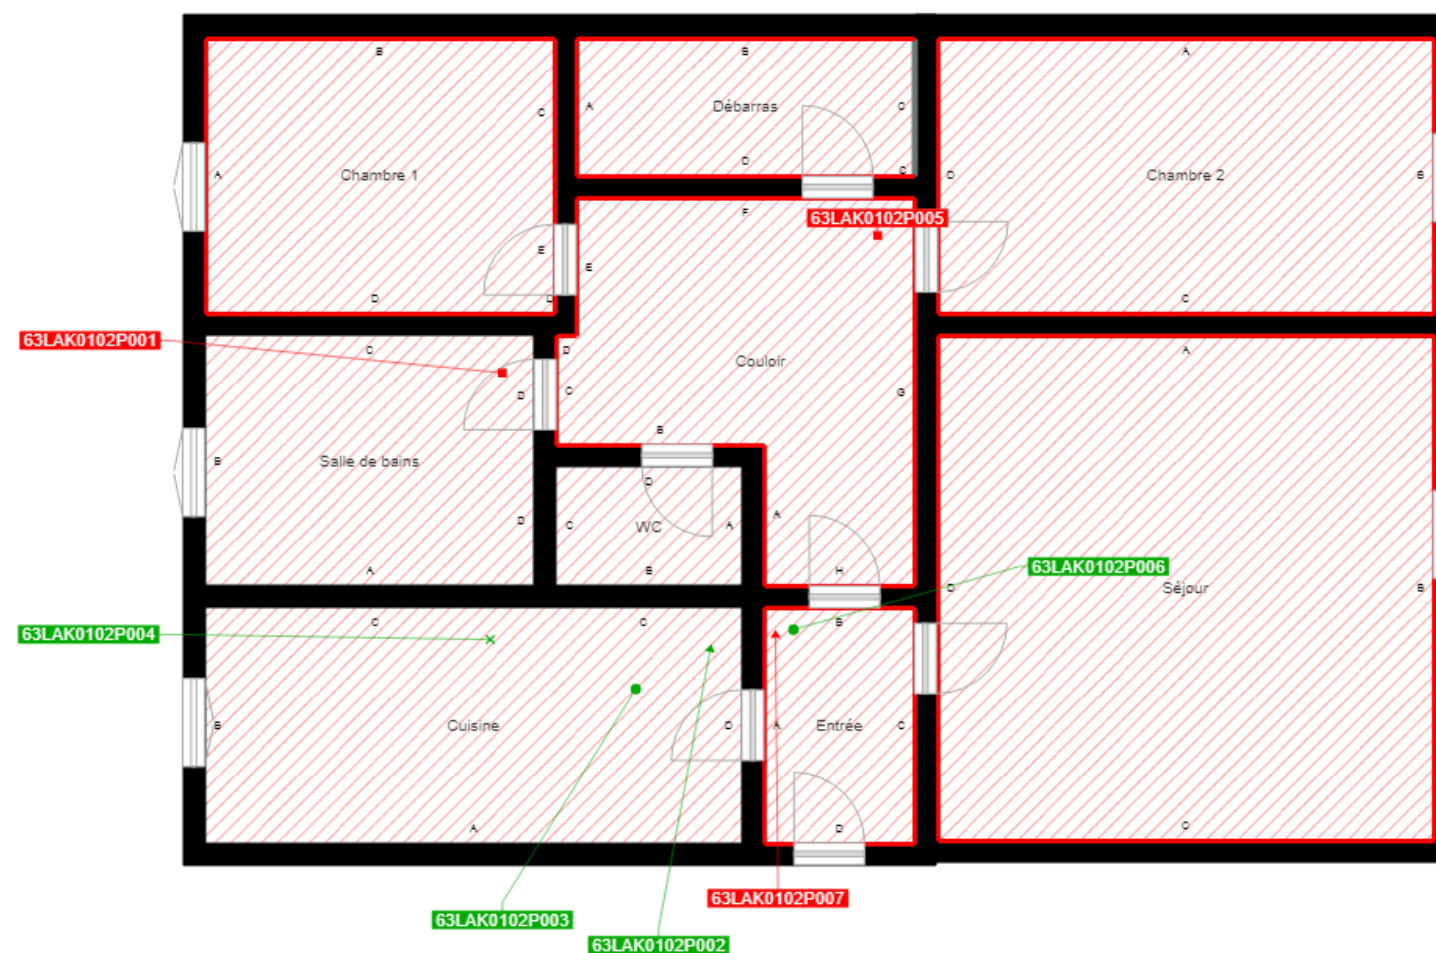 B
B
A
A
Débarras
C
C
Chambre 1
A
D
C
Chambre 2
D
B
63LAK0102P005
F
E
E
D
C
63LAK0102P001
C
D
A
Couloir
D
C
G
B
Salle de bains
B
D
D
C
WC
A
A
H
A
B
63LAK0102P006
D
Séjour
B
C
C
B
63LAK0102P004
B
Cuisine
D
A
Entrée
C
A
D
C
63LAK0102P007
63LAK0102P003
63LAK0102P002